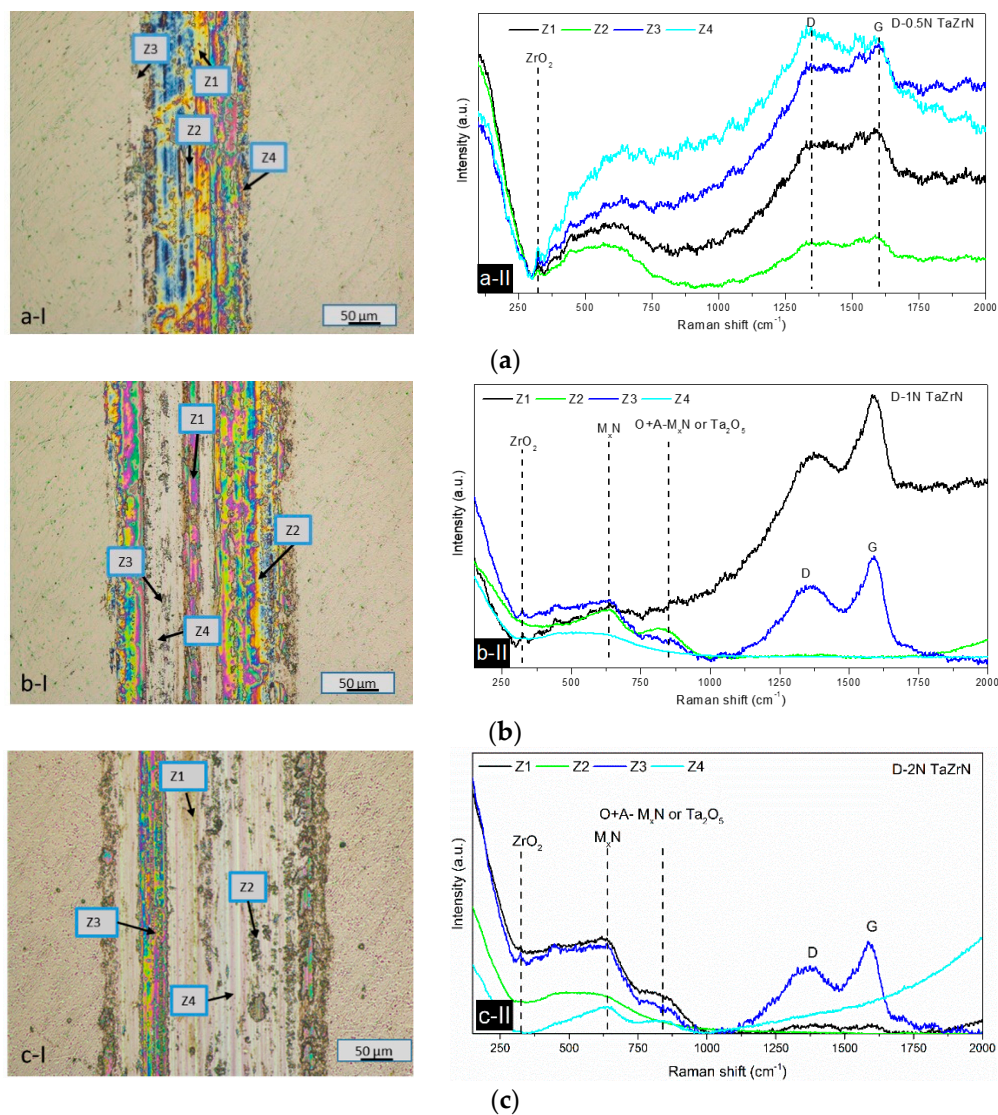 Z3
Z1
Z2
Z4
50 µm
a-I
Z1 Z2 Z3 Z4
D
G
D-0.5N TaZrN
ZrO₂
Intensity (a.u.)
a-II
250 500 750 1000 1250 1500 1750 2000
Raman shift (cm⁻¹)
(a)
Z1
Z2
Z3
Z4
50 µm
b-I
Z1 Z2 Z3 Z4
D-1N TaZrN
O+A-MₓN or Ta₂O₅
MₓN
ZrO₂
G
D
Intensity (a.u.)
b-II
250 500 750 1000 1250 1500 1750 2000
Raman shift (cm⁻¹)
(b)
Z1
Z2
Z3
Z4
50 µm
c-I
Z1 Z2 Z3 Z4
D-2N TaZrN
O+A- MₓN or Ta₂O₅
MₓN
ZrO₂
G
D
Intensity (a.u.)
c-II
250 500 750 1000 1250 1500 1750 2000
Raman shift (cm⁻¹)
(c)